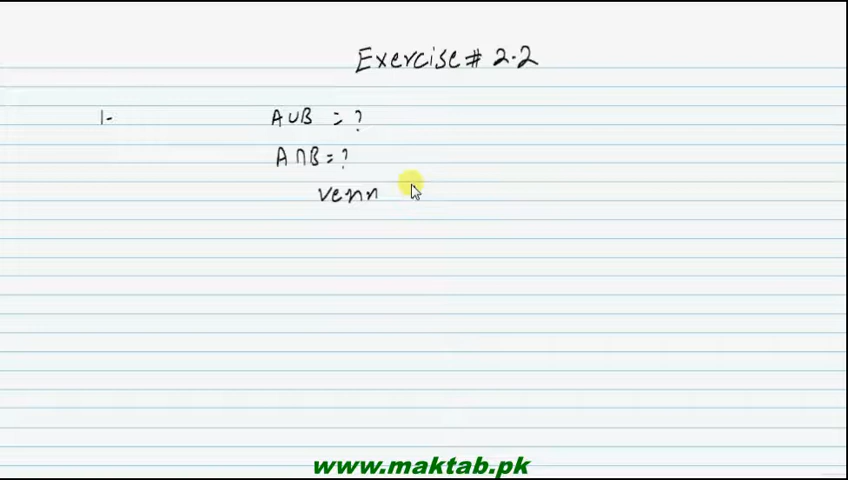 Exercise# 2.2
1- A∪B = ?
A∩B = ?
venn
www.maktab.pk